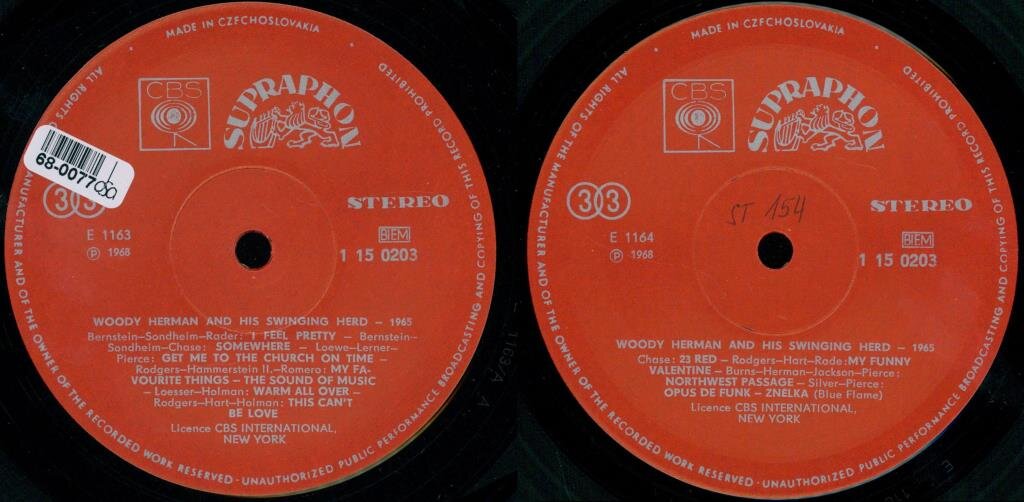 MADE IN CZECHOSLOVAKIA
ALL RIGHTS
MANUFACTURER AND OF THE OWNER OF THE RECORDED WORK RESERVED · UNAUTHORIZED PUBLIC PERFORMANCE BROADCASTING AND COPYING OF THIS RECORD PROHIBITED
CBS
SUPRAPHON
68-0077 OSA
33
STEREO
E 1163
BIEM
Ⓟ 1968
1 15 0203
WOODY HERMAN AND HIS SWINGING HERD – 1965
Bernstein–Sondheim–Rader: I FEEL PRETTY – Bernstein–
Sondheim–Chase: SOMEWHERE – Loewe–Lerner–
Pierce: GET ME TO THE CHURCH ON TIME –
Rodgers–Hammerstein II.–Romero: MY FA-
VOURITE THINGS – THE SOUND OF MUSIC
– Loesser–Holman: WARM ALL OVER –
Rodgers–Hart–Holman: THIS CAN'T
BE LOVE
Licence CBS INTERNATIONAL,
NEW YORK
MADE IN CZECHOSLOVAKIA
ALL RIGHTS OF THE MANUFACTURER AND OF THE OWNER OF THE RECORDED WORK RESERVED · UNAUTHORIZED PUBLIC PERFORMANCE BROADCASTING AND COPYING OF THIS RECORD PROHIBITED
CBS
SUPRAPHON
33
ST 154
STEREO
E 1164
BIEM
Ⓟ 1968
1 15 0203
WOODY HERMAN AND HIS SWINGING HERD – 1965
Chase: 23 RED – Rodgers–Hart–Rade: MY FUNNY
VALENTINE – Burns–Herman–Jackson–Pierce:
NORTHWEST PASSAGE – Silver–Pierce:
OPUS DE FUNK – ZNELKA (Blue Flame)
Licence CBS INTERNATIONAL,
NEW YORK